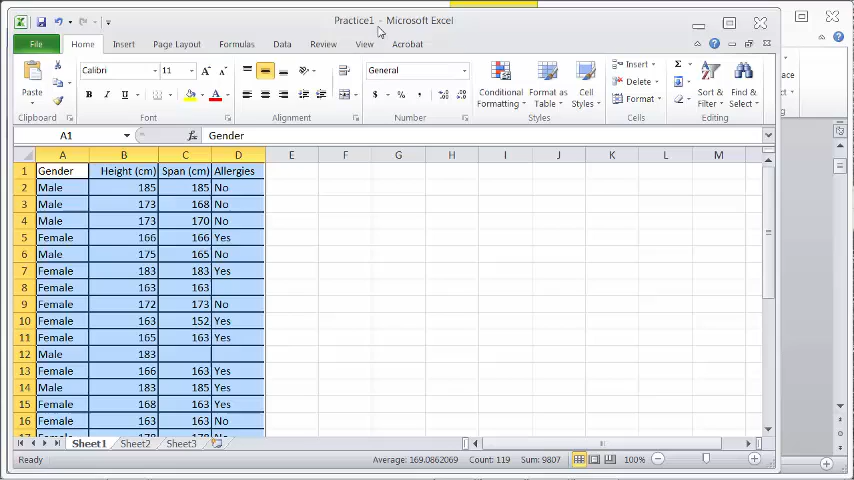 Practice1 - Microsoft Excel
File Home Insert Page Layout Formulas Data Review View Acrobat
Paste
Calibri 11
B I U
General
$ % ,
Conditional Formatting
Format as Table
Cell Styles
Insert
Delete
Format
Σ
Sort & Filter
Find & Select
Clipboard Font Alignment Number Styles Cells Editing
A1 fx Gender
A B C D E F G H I J K L M
1 Gender Height (cm) Span (cm) Allergies
2 Male 185 185 No
3 Male 173 168 No
4 Male 173 170 No
5 Female 166 166 Yes
6 Male 175 165 No
7 Female 183 183 Yes
8 Female 163 163
9 Female 172 173 No
10 Female 163 152 Yes
11 Female 165 163 Yes
12 Male 183
13 Female 166 163 Yes
14 Male 183 185 Yes
15 Female 168 163 Yes
16 Female 163 163 No
Sheet1 Sheet2 Sheet3
Ready Average: 169.0862069 Count: 119 Sum: 9807 100%